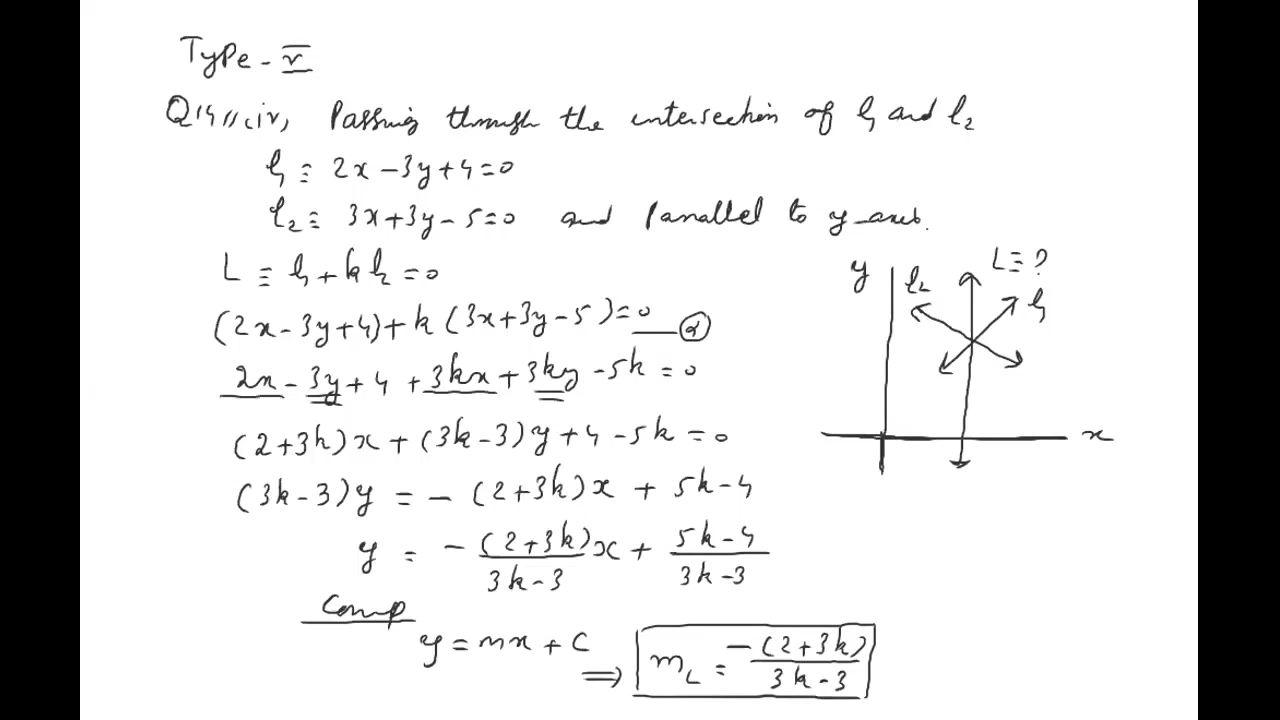 Type - V
Q14//(iv) Passing through the intersection of l₁ and l₂
l₁ ≡ 2x - 3y + 4 = 0
l₂ ≡ 3x + 3y - 5 = 0 and Parallel to y-axis.
L ≡ l₁ + k l₂ = 0
(2x - 3y + 4) + k (3x + 3y - 5) = 0 — α
2x - 3y + 4 + 3kx + 3ky - 5k = 0
(2 + 3k)x + (3k - 3)y + 4 - 5k = 0
(3k - 3)y = - (2 + 3k)x + 5k - 4
y = - (2 + 3k)/(3k - 3) x + (5k - 4)/(3k - 3)
Comp
y = mx + c ⟹ m_L = -(2 + 3k)/(3k - 3)
y
l₂
L ≡ ?
l₁
x